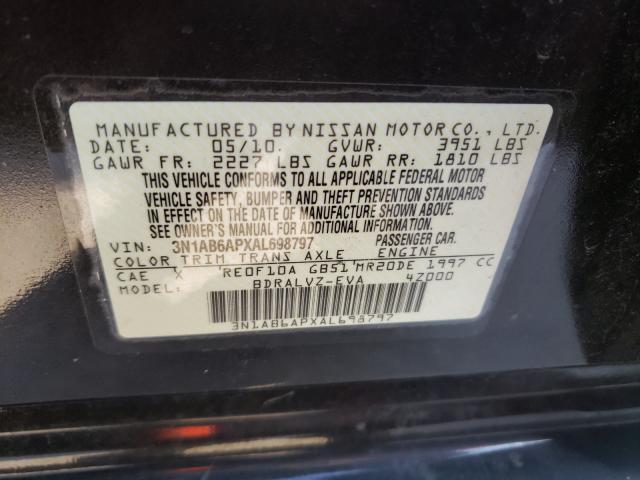 MANUFACTURED BY NISSAN MOTOR CO., LTD.
DATE: 05/10. GVWR: 3951 LBS
GAWR FR: 2227 LBS GAWR RR: 1810 LBS
THIS VEHICLE CONFORMS TO ALL APPLICABLE FEDERAL MOTOR
VEHICLE SAFETY, BUMPER AND THEFT PREVENTION STANDARDS
IN EFFECT ON THE DATE OF MANUFACTURE SHOWN ABOVE.
SEE OWNER'S MANUAL FOR MORE INFORMATION
VIN: 3N1AB6APXAL698797 PASSENGER CAR.
COLOR TRIM TRANS AXLE ENGINE
CAE X 'RE0F10A GB51'MR20DE 1997 CC
MODEL: BDRALVZ-EVA 4Z000
3N1AB6APXAL698797